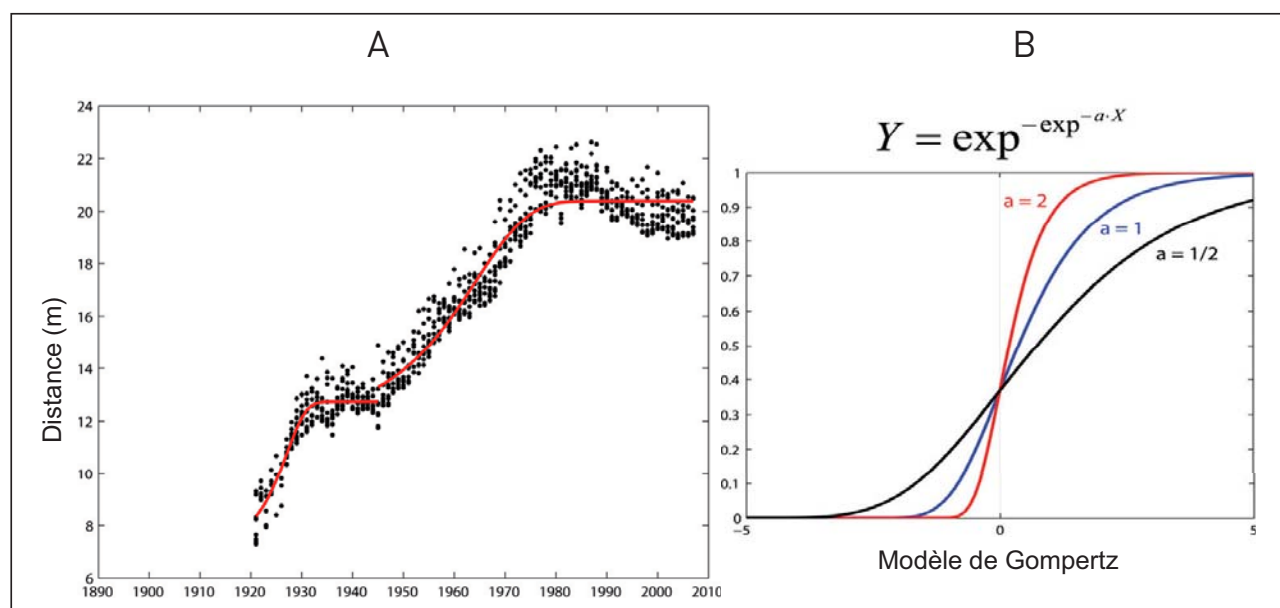 A
24
22
20
18
16
14
12
10
8
6
Distance (m)
1890 1900 1910 1920 1930 1940 1950 1960 1970 1980 1990 2000 2010
B
Y = exp^{-exp^{-a·X}}
1
0.9
0.8
0.7
0.6
0.5
0.4
0.3
0.2
0.1
0
a = 2
a = 1
a = 1/2
-5 0 5
Modèle de Gompertz